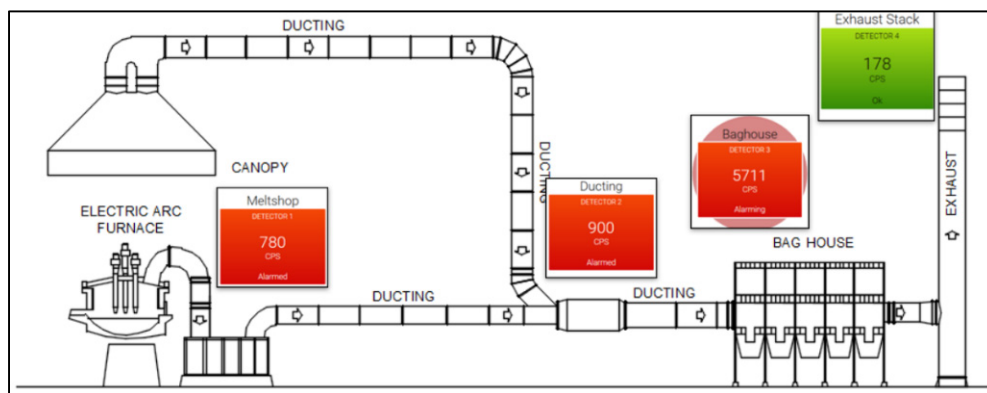 DUCTING
Exhaust Stack
DETECTOR 4
178
CPS
Ok
Baghouse
DETECTOR 3
5711
CPS
Alarming
DUCTING
EXHAUST
CANOPY
Meltshop
DETECTOR 1
780
CPS
Alarmed
Ducting
DETECTOR 2
900
CPS
Alarmed
ELECTRIC ARC
FURNACE
BAG HOUSE
DUCTING
DUCTING